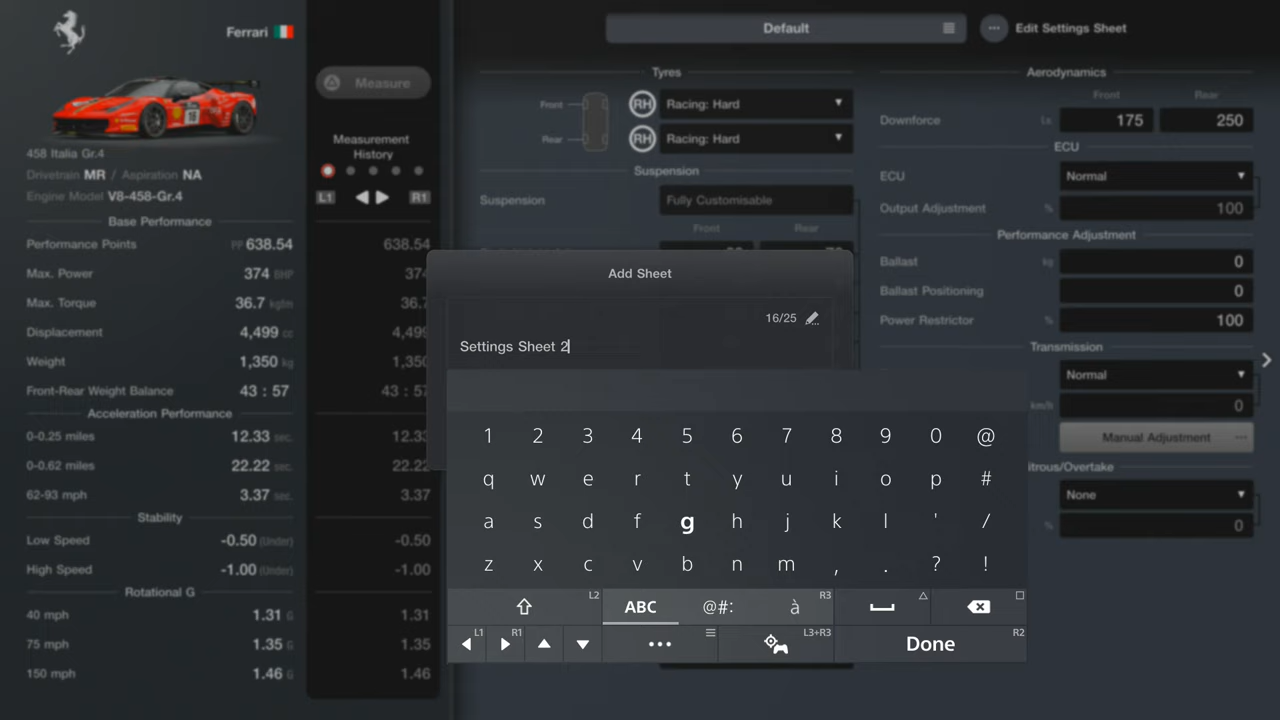 Ferrari
458 Italia Gr.4
Drivetrain MR / Aspiration NA
Engine Model V8-458-Gr.4
Base Performance
Performance Points PP 638.54
Max. Power 374 BHP
Max. Torque 36.7 kgfm
Displacement 4,499 cc
Weight 1,350 kg
Front-Rear Weight Balance 43 : 57
Acceleration Performance
0-0.25 miles 12.33 sec.
0-0.62 miles 22.22 sec.
62-93 mph 3.37 sec.
Stability
Low Speed -0.50 (Under)
High Speed -1.00 (Under)
Rotational G
40 mph 1.31 G
75 mph 1.35 G
150 mph 1.46 G
Measure
Measurement
History
L1 R1
638.54
374
36.7
4,499
1,350
43 : 57
12.33
22.22
3.37
-0.50
-1.00
1.31
1.35
1.46
Default
Edit Settings Sheet
Tyres
Front RH Racing: Hard
Rear RH Racing: Hard
Suspension
Suspension Fully Customisable
Front Rear
Aerodynamics
Front Rear
Downforce Lv. 175 250
ECU
ECU Normal
Output Adjustment % 100
Performance Adjustment
Ballast kg 0
Ballast Positioning 0
Power Restrictor % 100
Transmission
Normal
km/h 0
Manual Adjustment
itrous/Overtake
None
% 0
Add Sheet
16/25
Settings Sheet 2
1 2 3 4 5 6 7 8 9 0 @
q w e r t y u i o p #
a s d f g h j k l ' /
z x c v b n m , . ? !
L2 ABC @#: à R3
L1 R1 ... L3+R3 Done R2